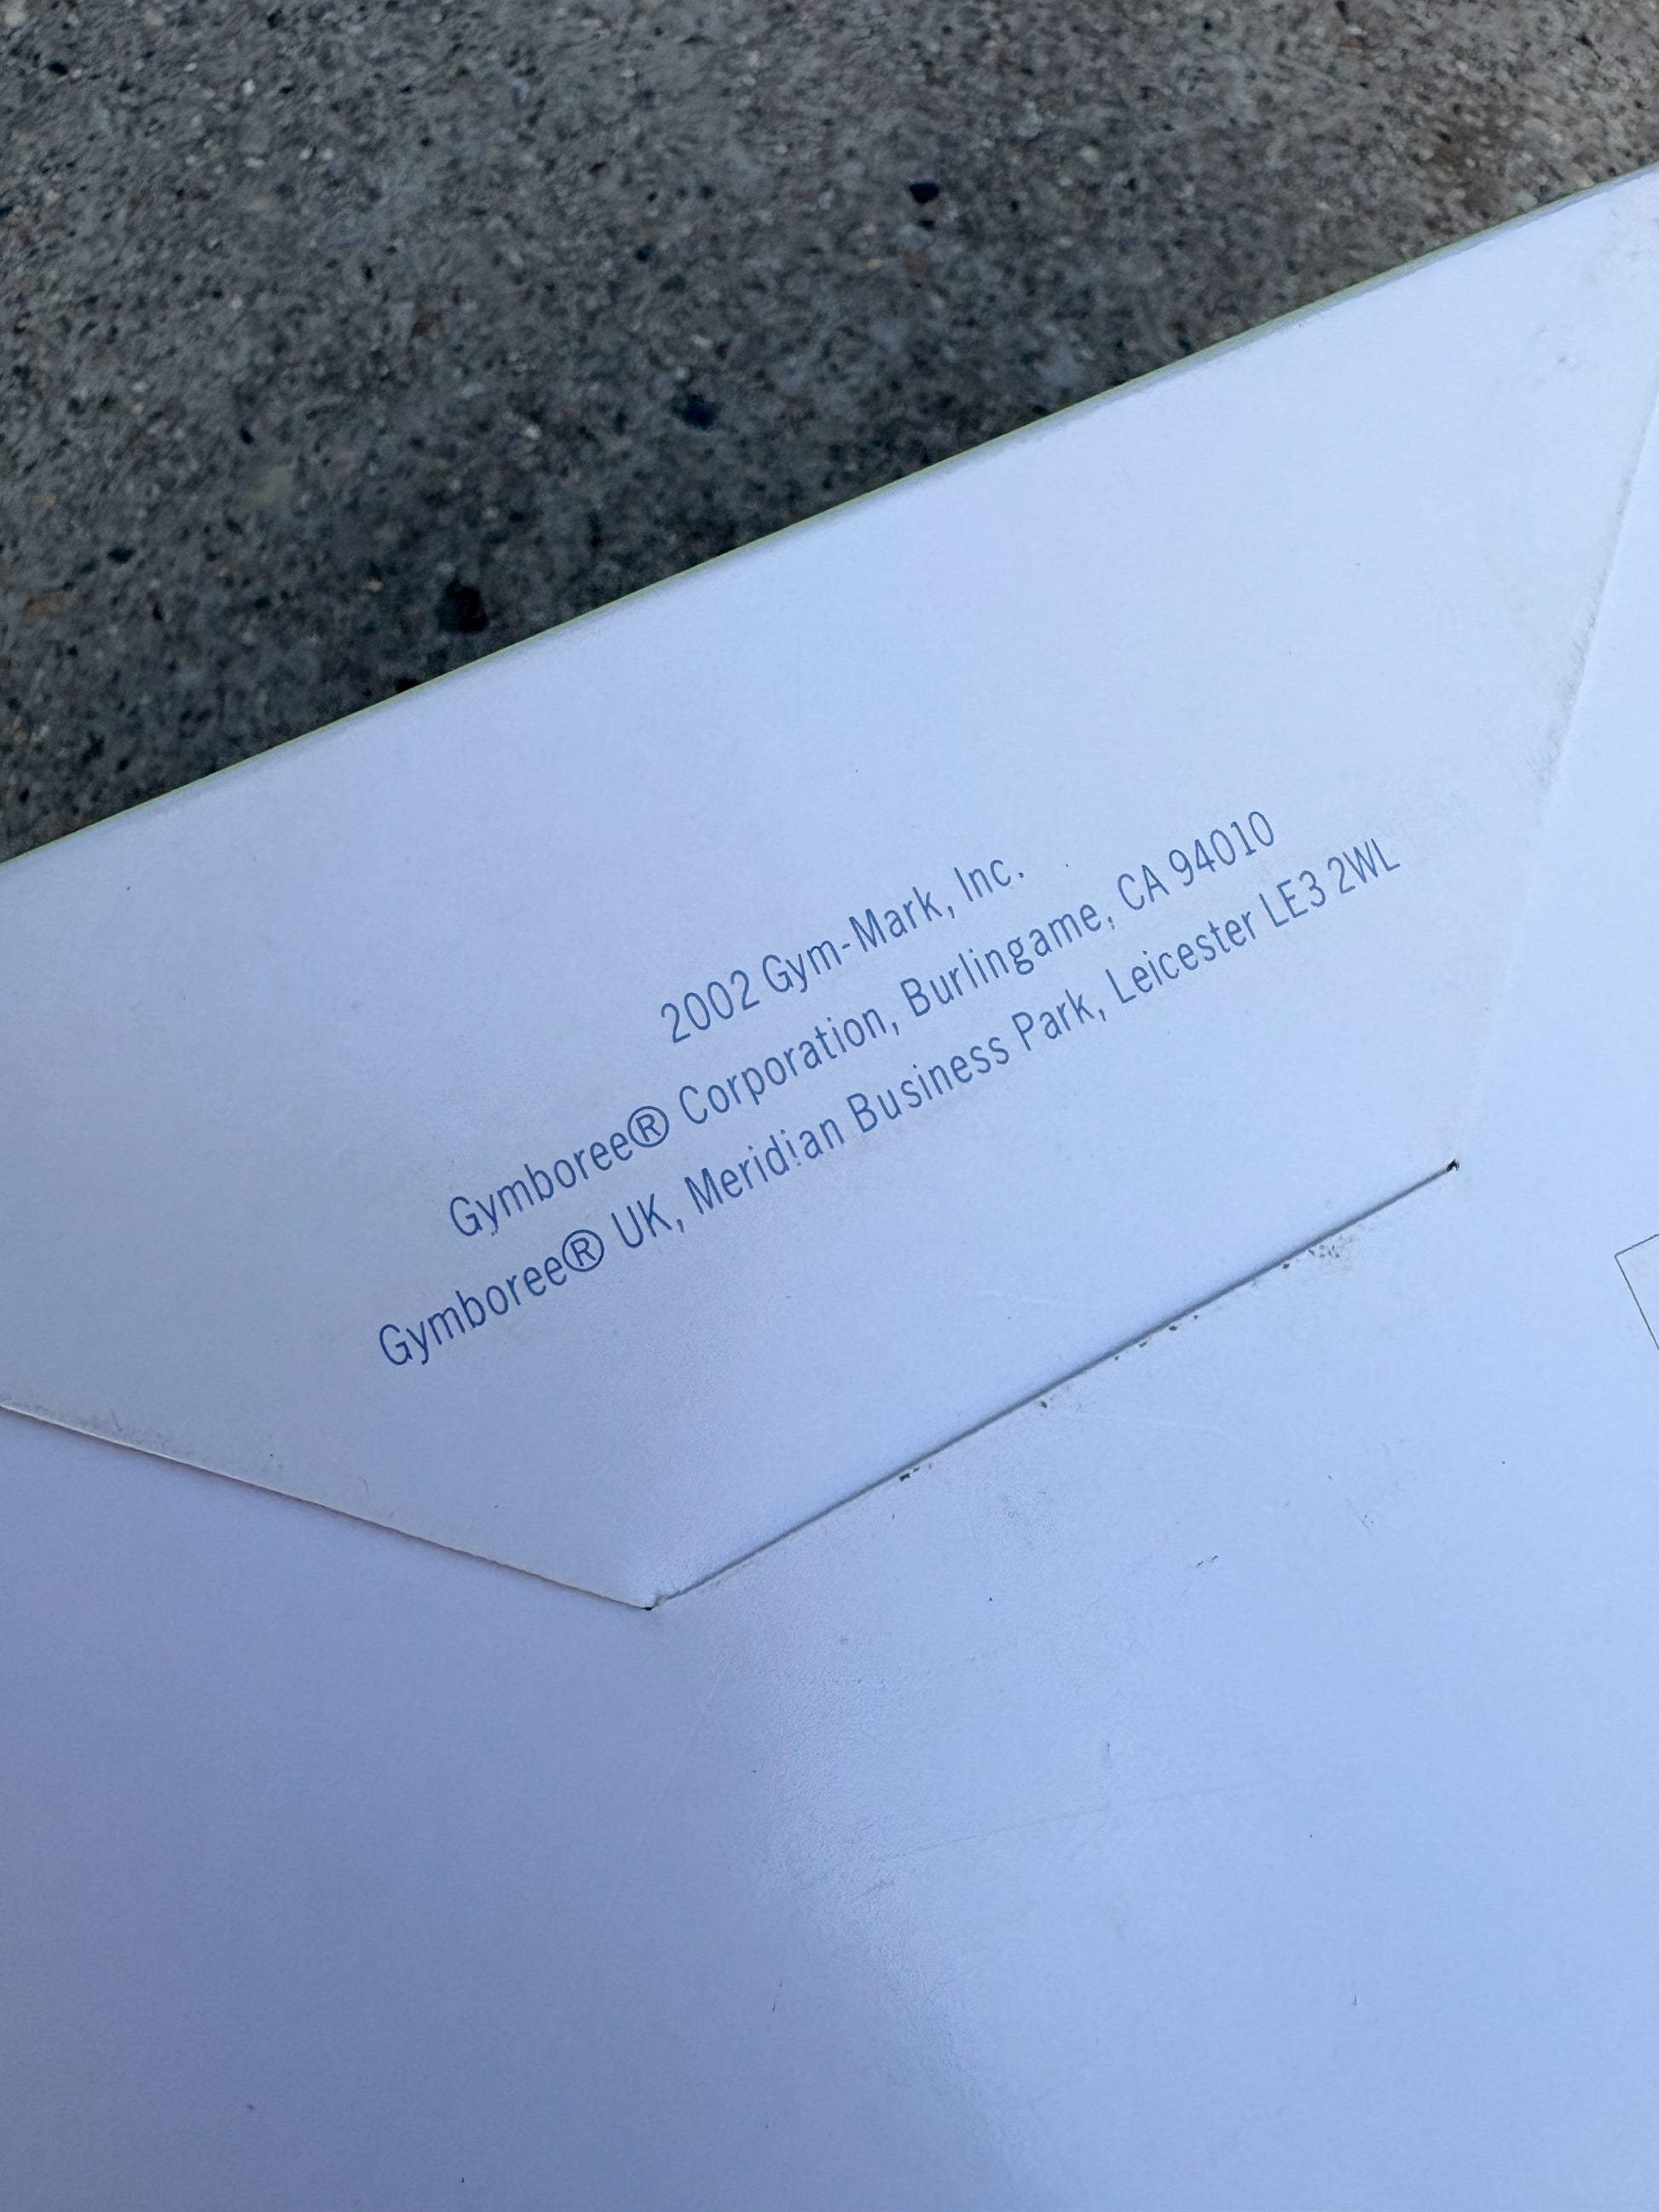 2002 Gym-Mark, Inc.
Gymboree® Corporation, Burlingame, CA 94010
Gymboree® UK, Meridian Business Park, Leicester LE3 2WL